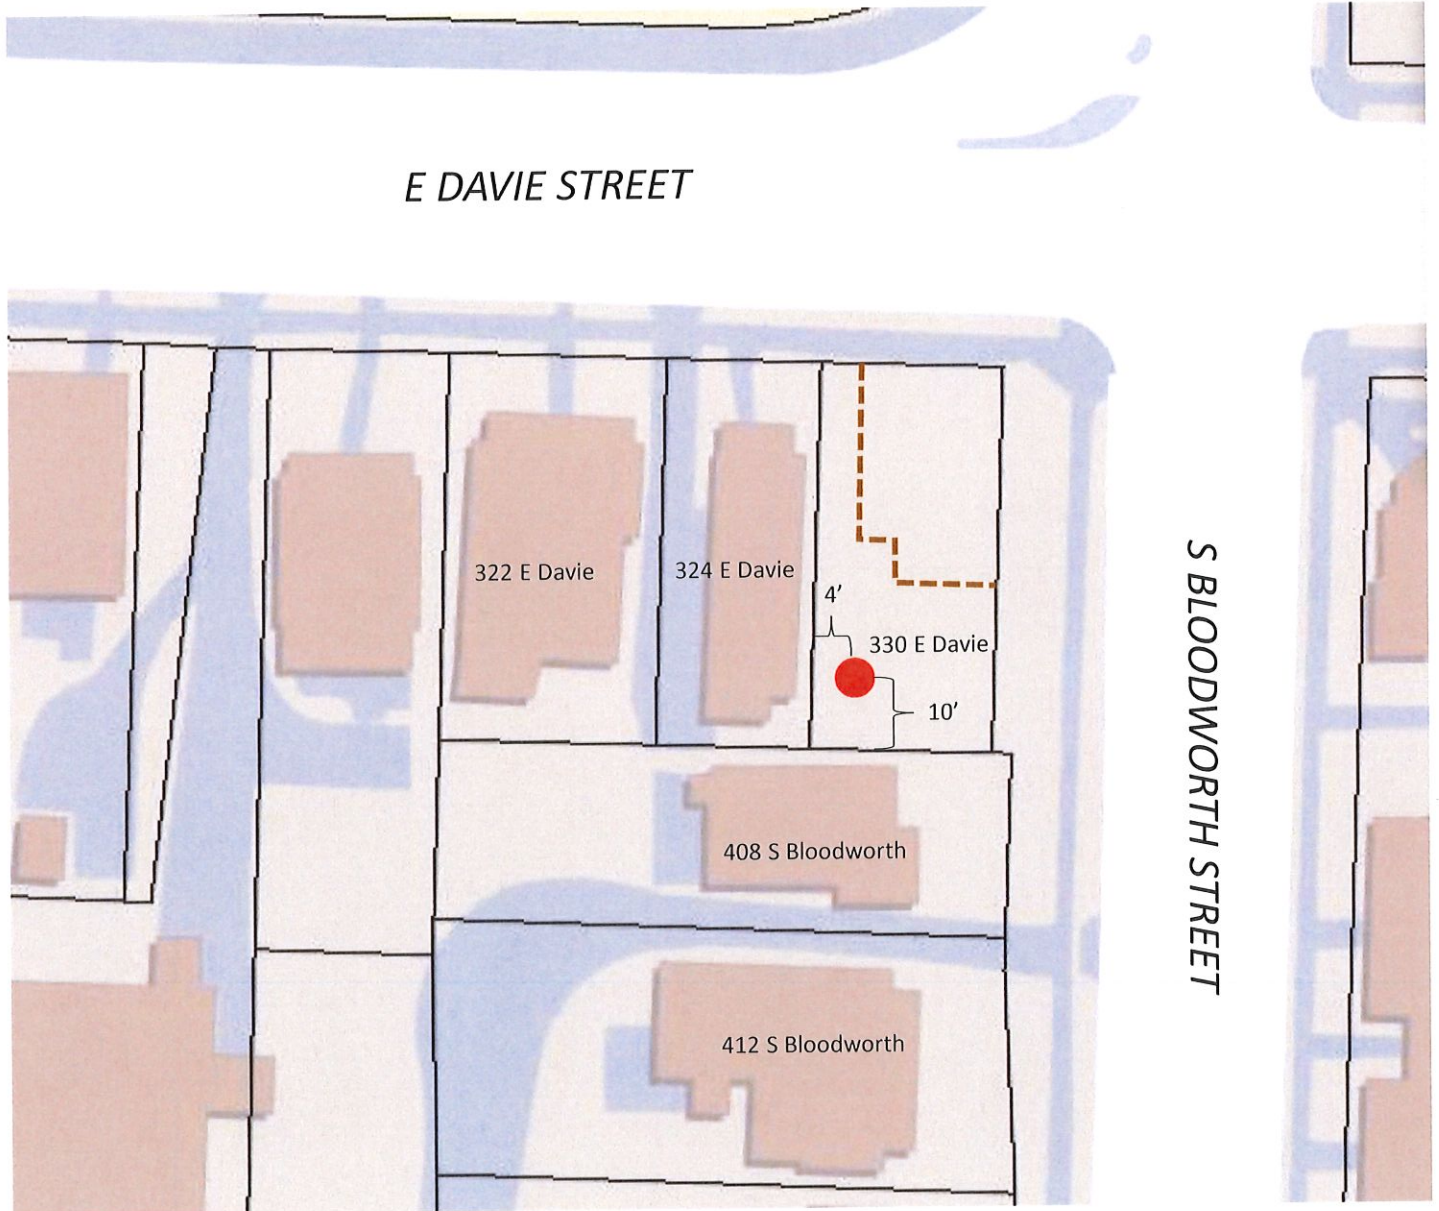 E DAVIE STREET
322 E Davie
324 E Davie
4’
330 E Davie
10’
S BLOODWORTH STREET
408 S Bloodworth
412 S Bloodworth